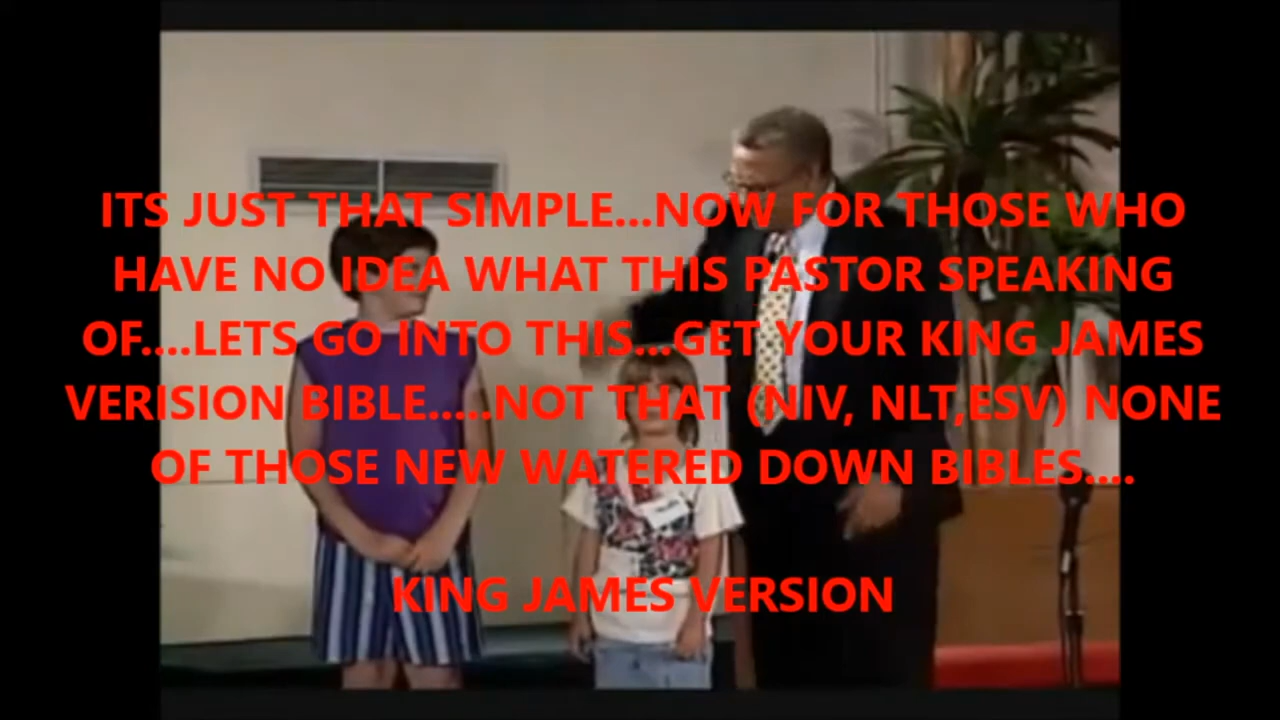 ITS JUST THAT SIMPLE...NOW FOR THOSE WHO
HAVE NO IDEA WHAT THIS PASTOR SPEAKING
OF....LETS GO INTO THIS...GET YOUR KING JAMES
VERISION BIBLE.....NOT THAT (NIV, NLT,ESV) NONE
OF THOSE NEW WATERED DOWN BIBLES....
KING JAMES VERSION